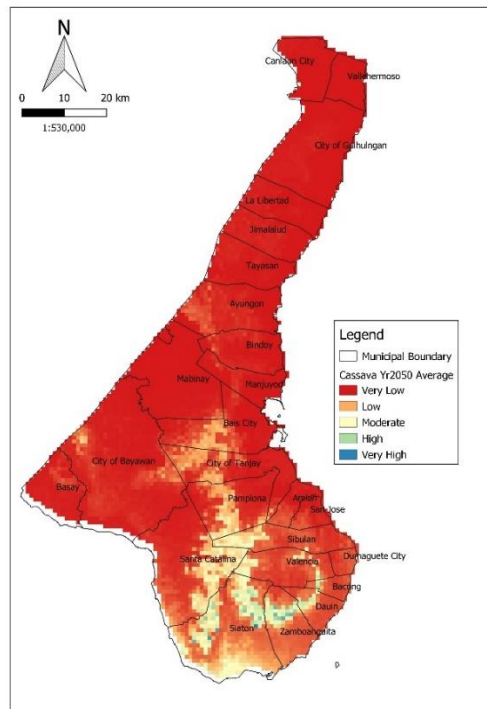 N
0 10 20 km
1:530,000
Canlaon City
Vallehermoso
City of Guihulngan
La Libertad
Jimalalud
Tayasan
Ayungon
Bindoy
Mabinay
Manjuyod
Bais City
City of Bayawan
City of Tanjay
Basay
Pamplona
Amlan
San Jose
Sibulan
Santa Catalina
Valencia
Dumaguete City
Bacong
Dauin
Siaton
Zamboanguita
Legend
Municipal Boundary
Cassava Yr2050 Average
Very Low
Low
Moderate
High
Very High